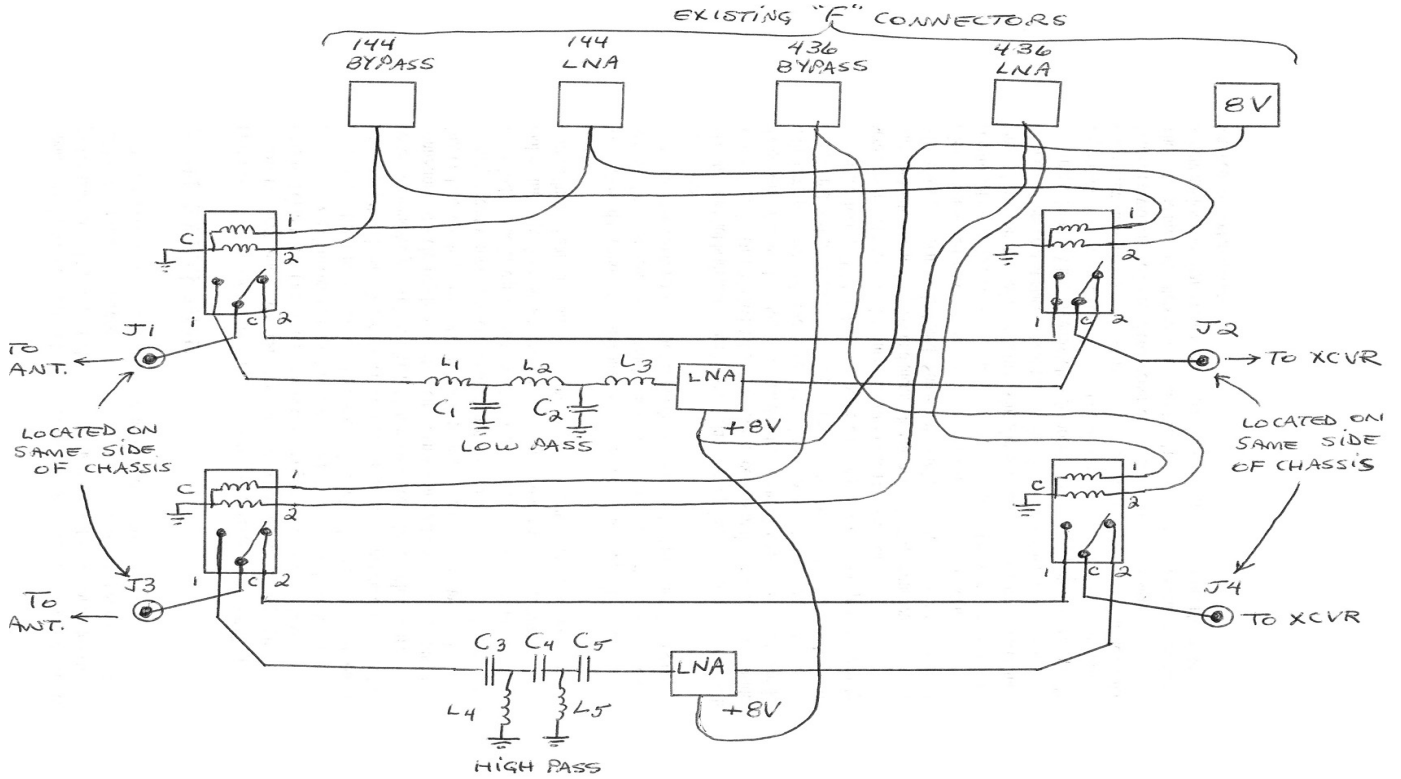 EXISTING "F" CONNECTORS
144
BYPASS
144
LNA
436
BYPASS
436
LNA
8V
C
1
2
1
C
2
1
2
1
C
2
J1
TO
ANT.
J2
TO XCVR
L1
L2
L3
LNA
C1
C2
+8V
LOW PASS
LOCATED ON
SAME SIDE
OF CHASSIS
LOCATED ON
SAME SIDE
OF CHASSIS
C
1
2
1
C
2
C
1
2
1
C
2
J3
TO
ANT.
J4
TO XCVR
C3
C4
C5
LNA
L4
L5
+8V
HIGH PASS